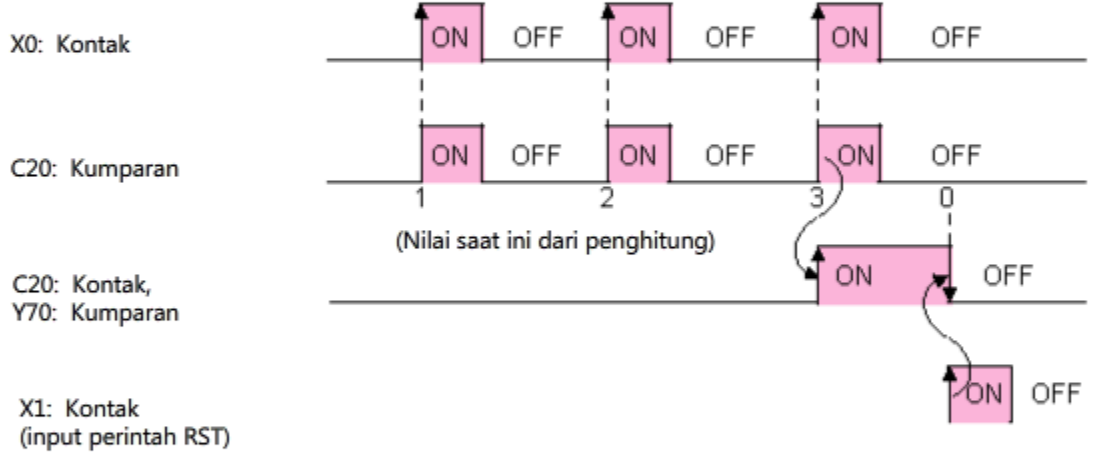 X0: Kontak ON OFF ON OFF ON OFF
C20: Kumparan ON OFF ON OFF ON OFF
1 2 3 0
(Nilai saat ini dari penghitung)
C20: Kontak, ON OFF
Y70: Kumparan
X1: Kontak ON OFF
(input perintah RST)